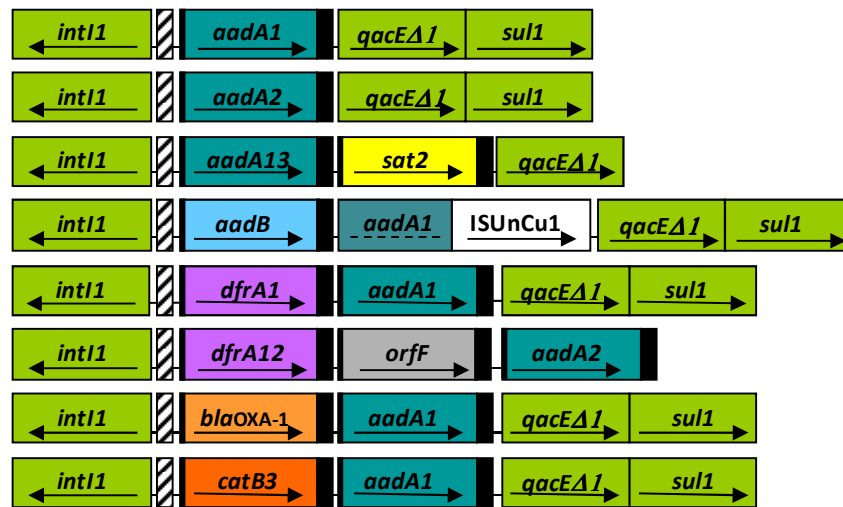 intI1 aadA1 qacEΔ1 sul1
intI1 aadA2 qacEΔ1 sul1
intI1 aadA13 sat2 qacEΔ1
intI1 aadB aadA1 ISUnCu1 qacEΔ1 sul1
intI1 dfrA1 aadA1 qacEΔ1 sul1
intI1 dfrA12 orfF aadA2
intI1 blaOXA-1 aadA1 qacEΔ1 sul1
intI1 catB3 aadA1 qacEΔ1 sul1